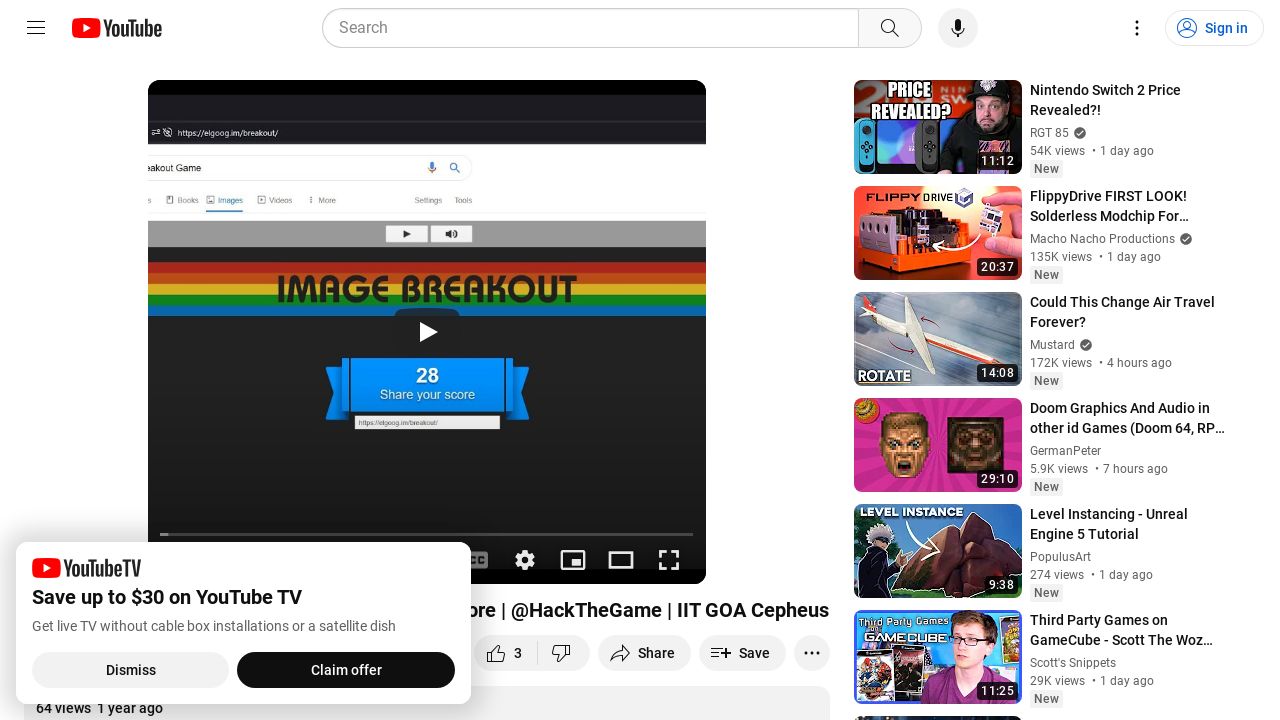 YouTube
Search
Sign in
https://elgoog.im/breakout/
eakout Game
Books
Images
Videos
More
Settings
Tools
IMAGE BREAKOUT
28
Share your score
https://elgoog.im/breakout/
ore | @HackTheGame | IIT GOA Cepheus
3
Share
Save
64 views 1 year ago
YouTubeTV
Save up to $30 on YouTube TV
Get live TV without cable box installations or a satellite dish
Dismiss
Claim offer
PRICE
REVEALED?
11:12
Nintendo Switch 2 Price
Revealed?!
RGT 85
54K views • 1 day ago
New
FLIPPYDRIVE
20:37
FlippyDrive FIRST LOOK!
Solderless Modchip For…
Macho Nacho Productions
135K views • 1 day ago
New
ROTATE
14:08
Could This Change Air Travel
Forever?
Mustard
172K views • 4 hours ago
New
29:10
Doom Graphics And Audio in
other id Games (Doom 64, RP…
GermanPeter
5.9K views • 7 hours ago
New
LEVEL INSTANCE
9:38
Level Instancing - Unreal
Engine 5 Tutorial
PopulusArt
274 views • 1 day ago
New
Third Party Games
on GAMECUBE
11:25
Third Party Games on
GameCube - Scott The Woz…
Scott's Snippets
29K views • 1 day ago
New